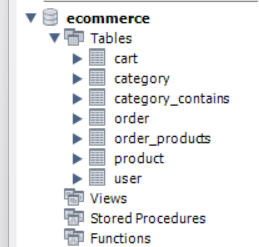 ecommerce
Tables
cart
category
category_contains
order
order_products
product
user
Views
Stored Procedures
Functions